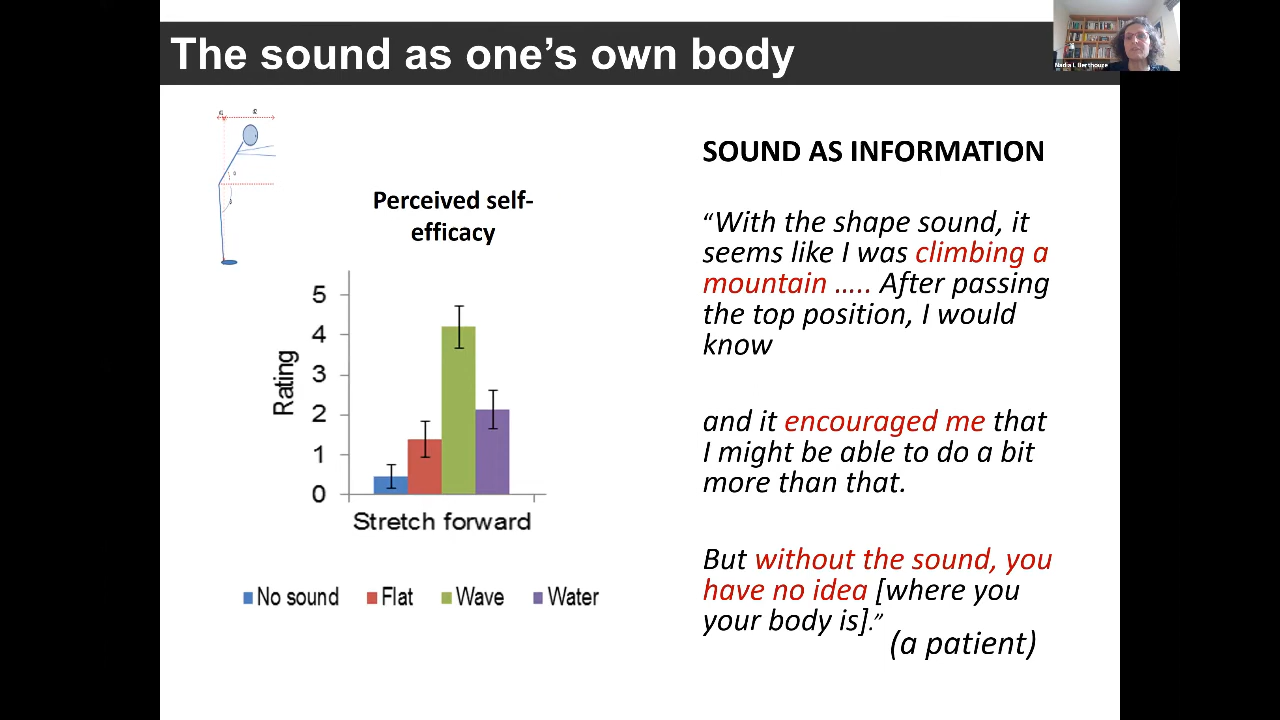 The sound as one's own body
Nadia L Berthouze
SOUND AS INFORMATION
Perceived self-
efficacy
5
4
3
2
1
0
Rating
Stretch forward
No sound Flat Wave Water
“With the shape sound, it
seems like I was climbing a
mountain ….. After passing
the top position, I would
know
and it encouraged me that
I might be able to do a bit
more than that.
But without the sound, you
have no idea [where you
your body is].”
(a patient)